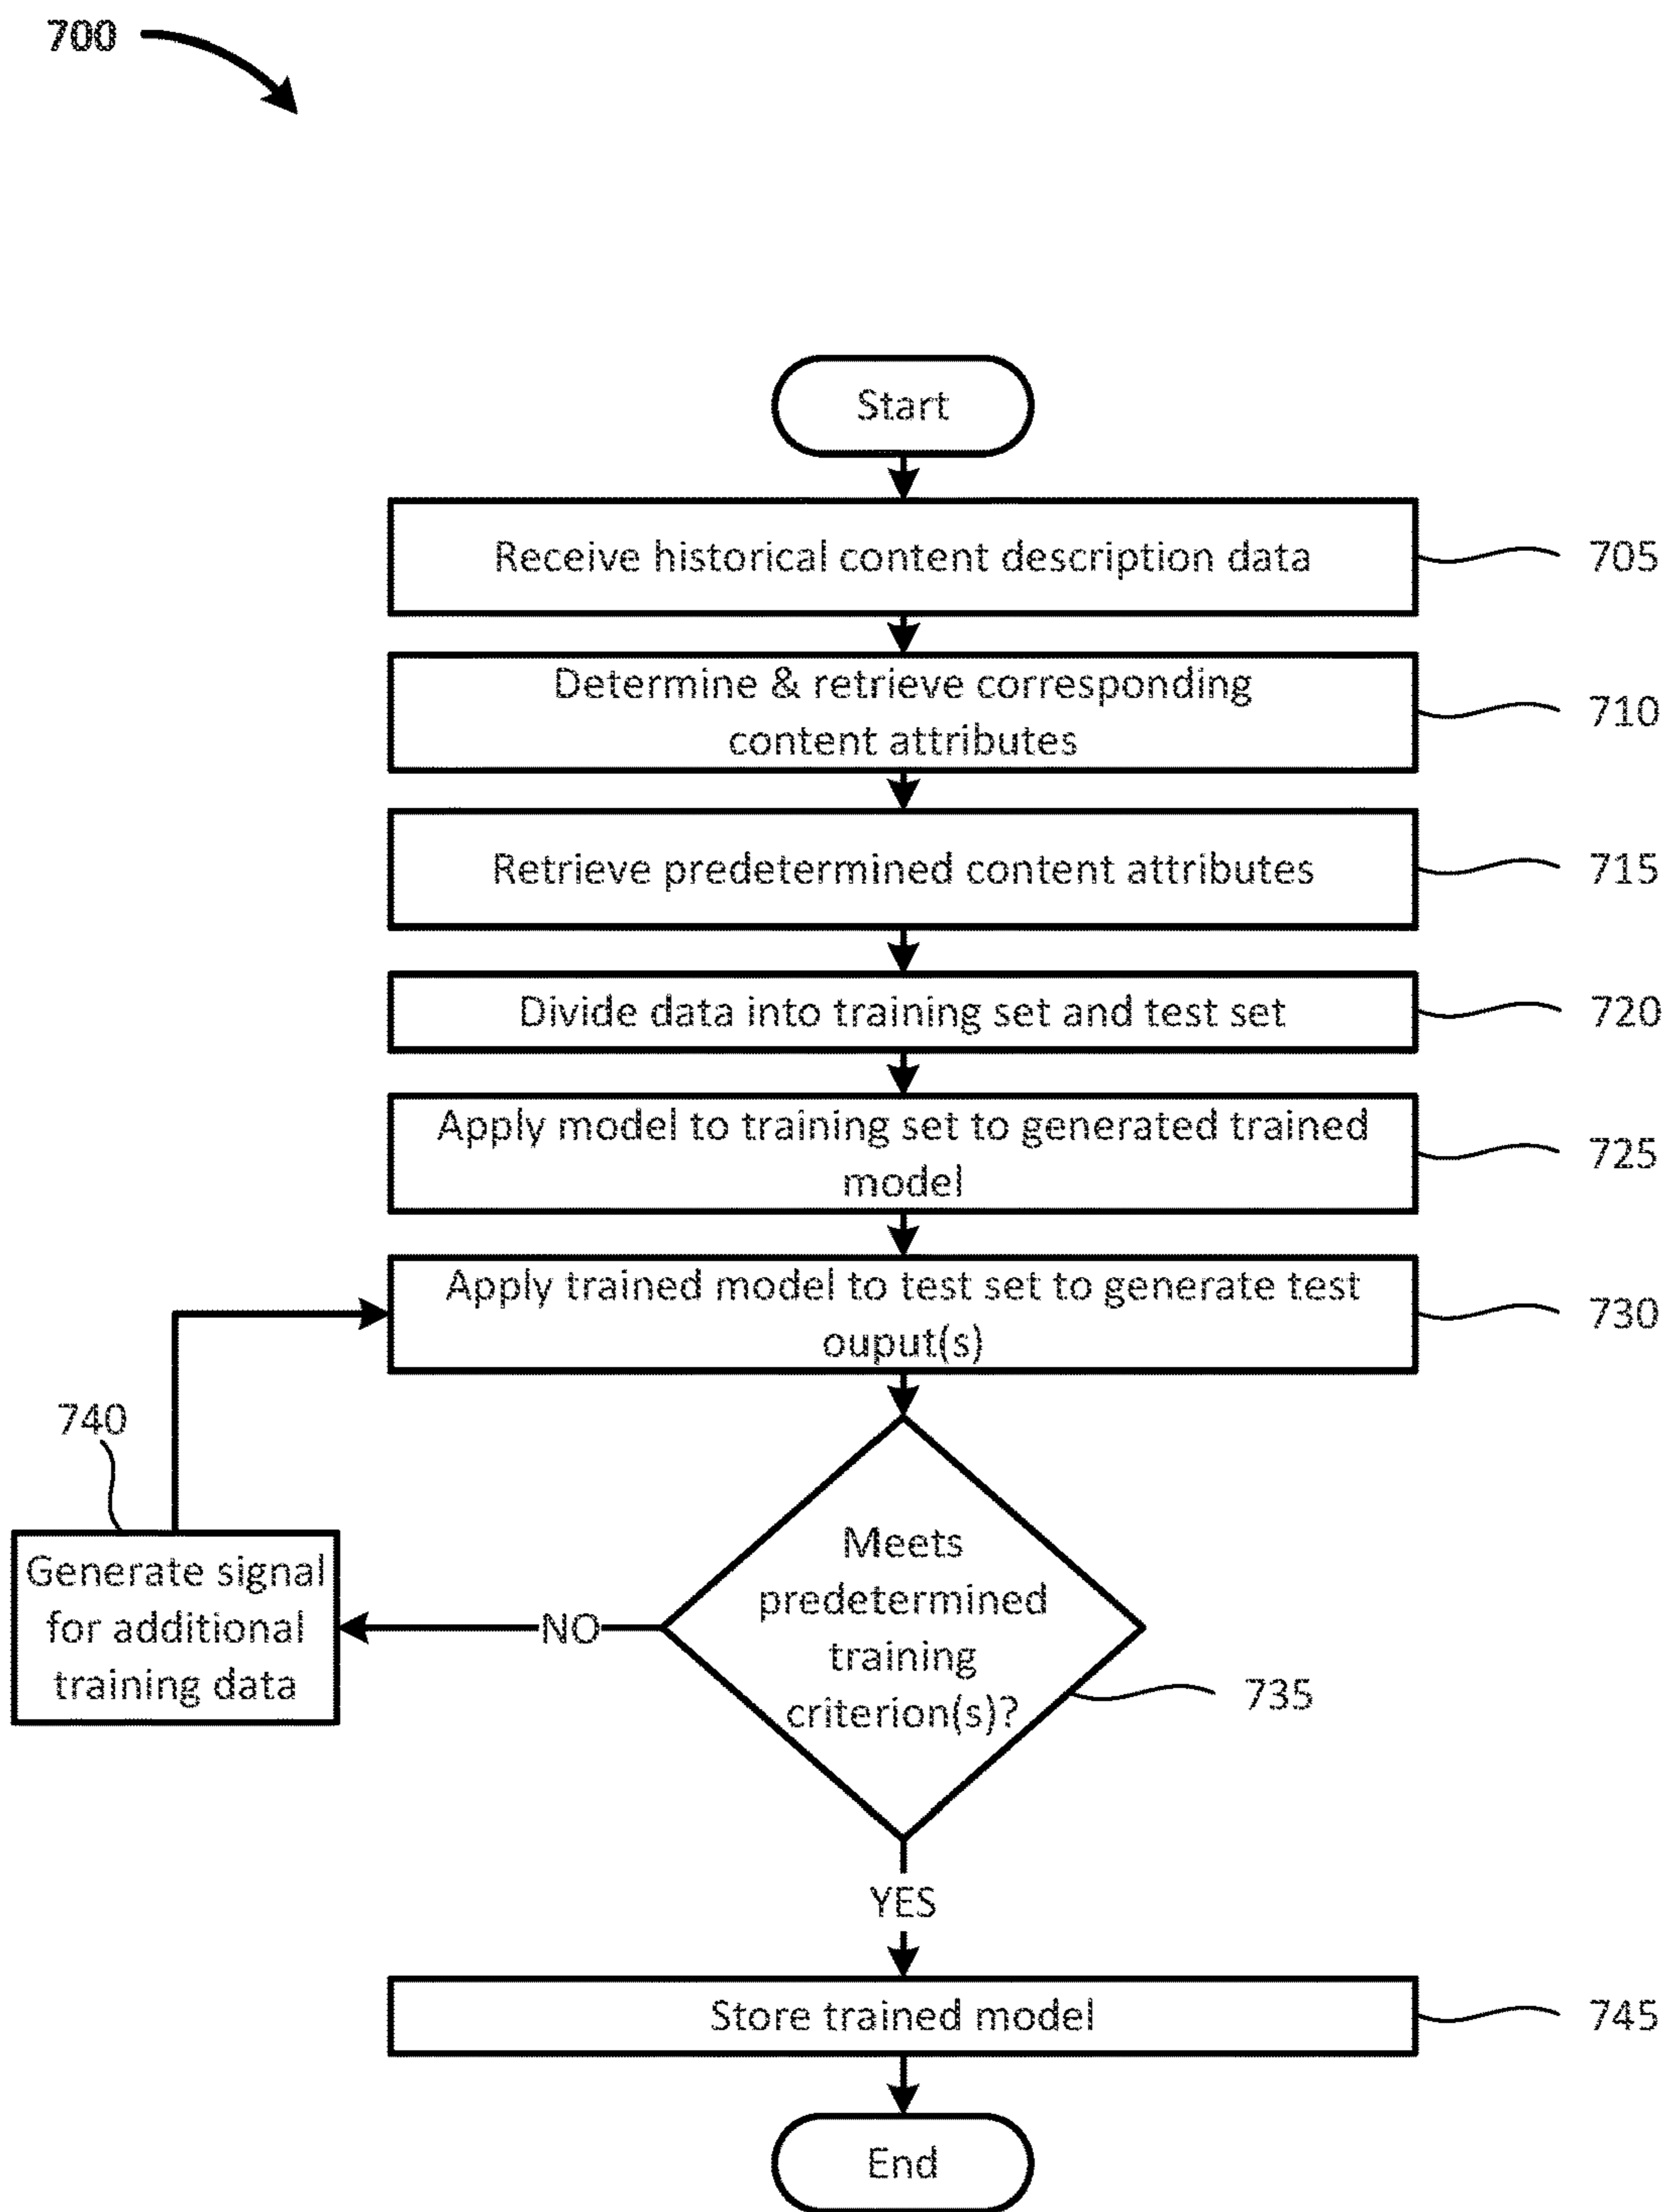 700
Start
Receive historical content description data
705
Determine & retrieve corresponding
content attributes
710
Retrieve predetermined content attributes
715
Divide data into training set and test set
720
Apply model to training set to generated trained
model
725
Apply trained model to test set to generate test
ouput(s)
730
740
Generate signal
for additional
training data
NO
Meets
predetermined
training
criterion(s)?
735
YES
Store trained model
745
End